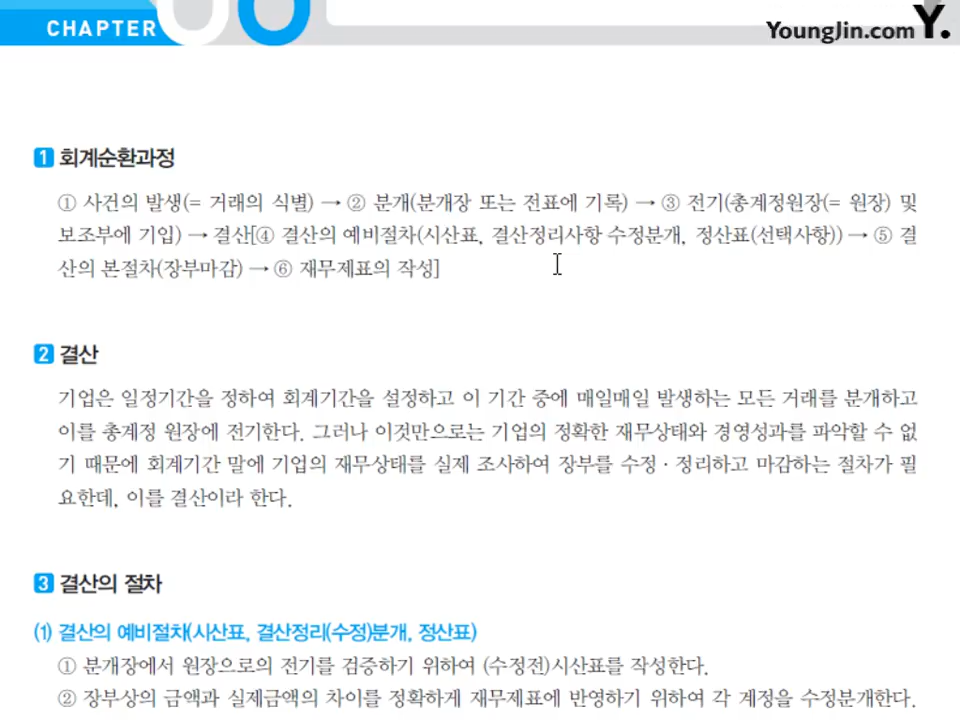 CHAPTER
YoungJin.com Y.
1 회계순환과정
① 사건의 발생(= 거래의 식별) → ② 분개(분개장 또는 전표에 기록) → ③ 전기(총계정원장(= 원장) 및
보조부에 기입) → 결산[④ 결산의 예비절차(시산표, 결산정리사항 수정분개, 정산표(선택사항)) → ⑤ 결
산의 본절차(장부마감) → ⑥ 재무제표의 작성]
2 결산
기업은 일정기간을 정하여 회계기간을 설정하고 이 기간 중에 매일매일 발생하는 모든 거래를 분개하고
이를 총계정 원장에 전기한다. 그러나 이것만으로는 기업의 정확한 재무상태와 경영성과를 파악할 수 없
기 때문에 회계기간 말에 기업의 재무상태를 실제 조사하여 장부를 수정·정리하고 마감하는 절차가 필
요한데, 이를 결산이라 한다.
3 결산의 절차
(1) 결산의 예비절차(시산표, 결산정리(수정)분개, 정산표)
① 분개장에서 원장으로의 전기를 검증하기 위하여 (수정전)시산표를 작성한다.
② 장부상의 금액과 실제금액의 차이를 정확하게 재무제표에 반영하기 위하여 각 계정을 수정분개한다.